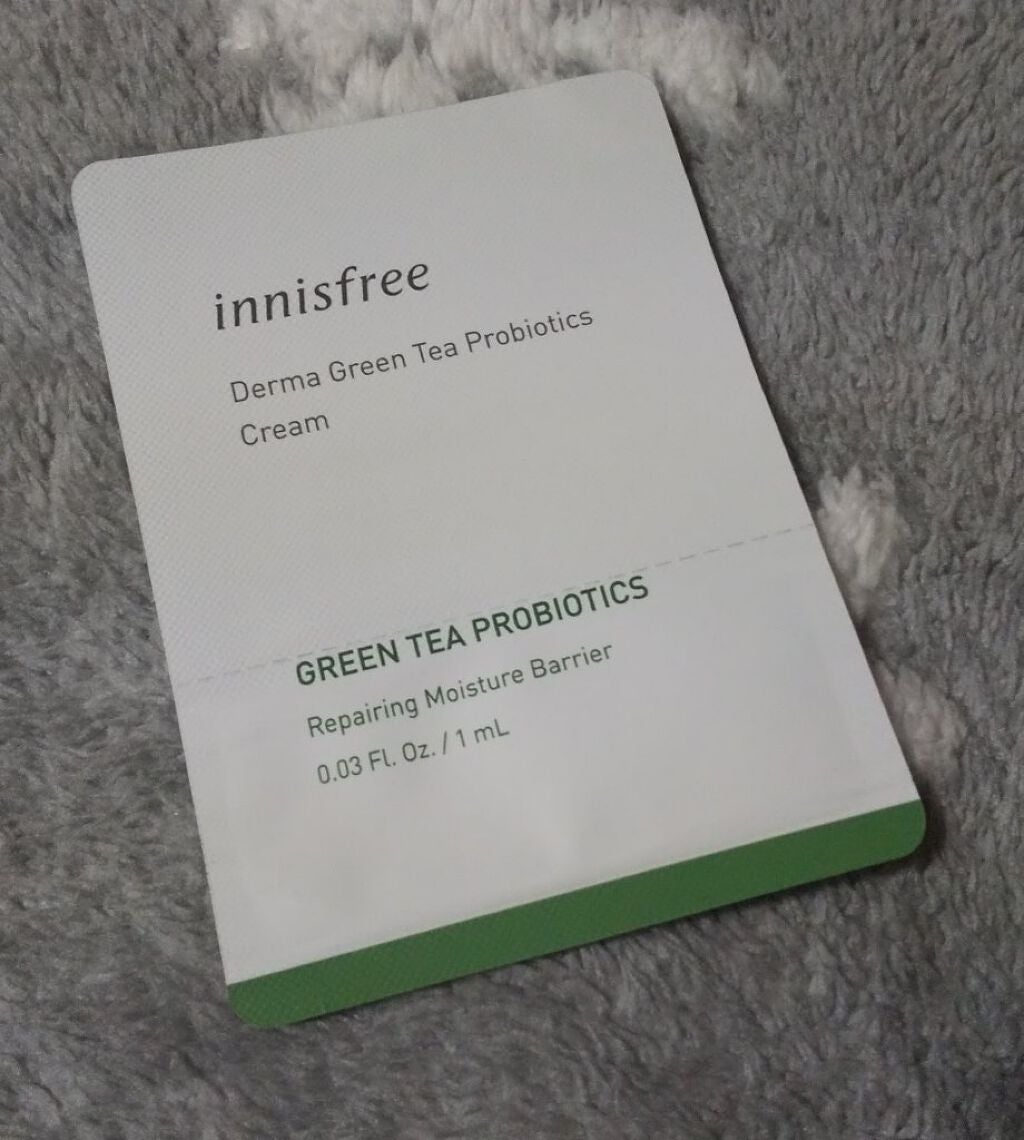 innisfree
Derma Green Tea Probiotics
Cream
GREEN TEA PROBIOTICS
Repairing Moisture Barrier
0.03 Fl. Oz. / 1 mL